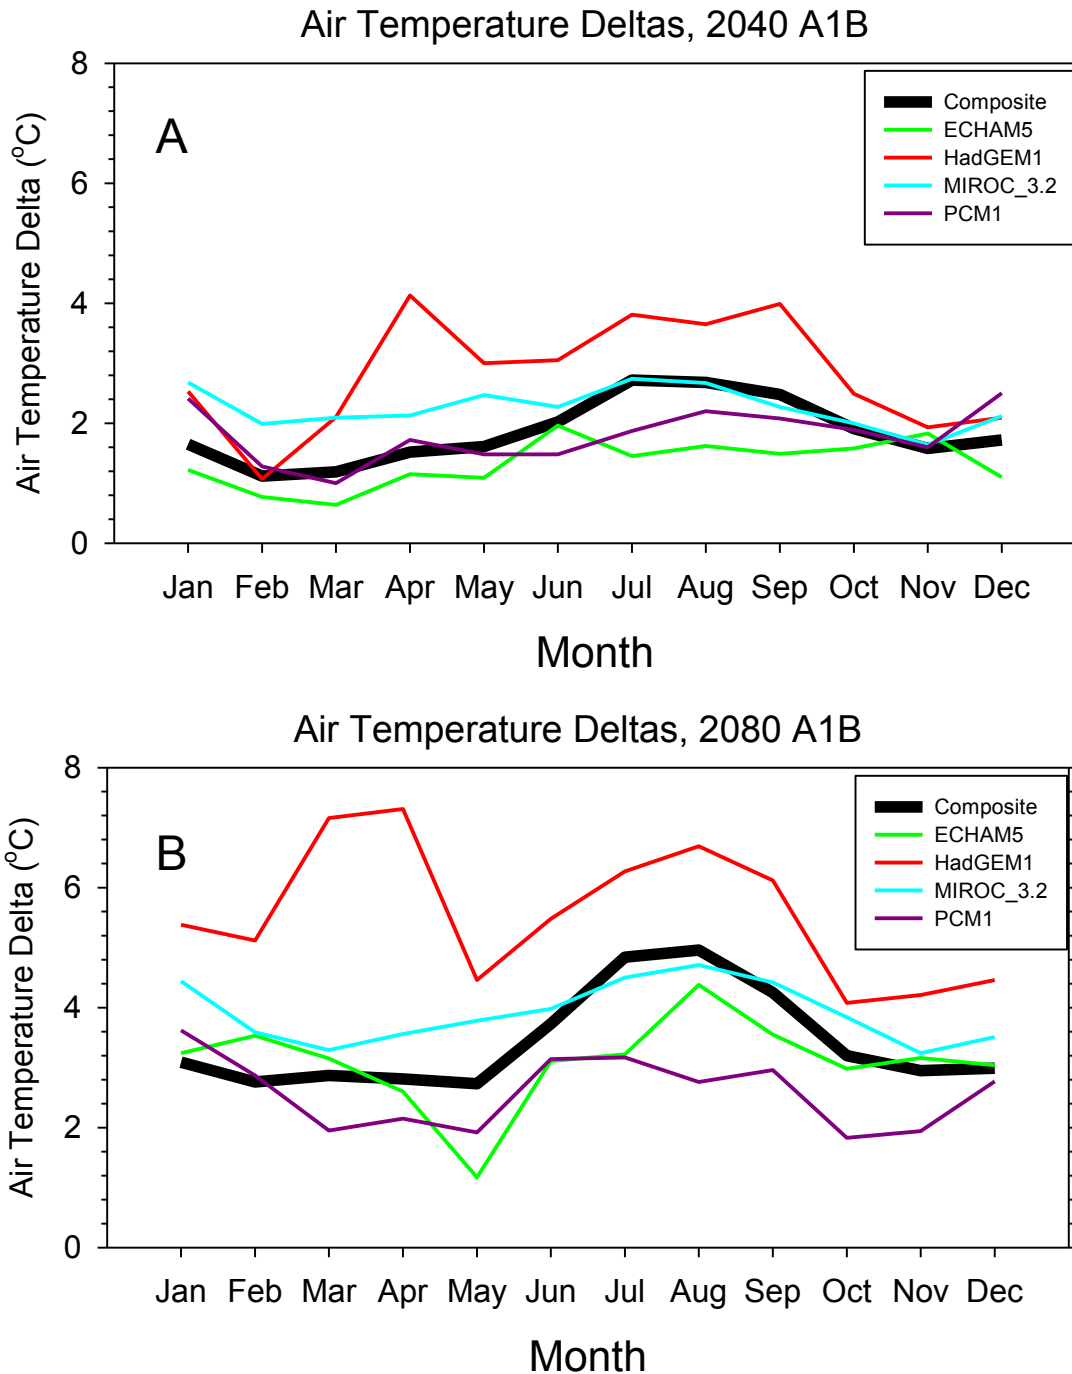 Air Temperature Deltas, 2040 A1B
8
6
4
2
0
Air Temperature Delta (°C)
A
Composite
ECHAM5
HadGEM1
MIROC_3.2
PCM1
Jan Feb Mar Apr May Jun Jul Aug Sep Oct Nov Dec
Month
Air Temperature Deltas, 2080 A1B
8
6
4
2
0
Air Temperature Delta (°C)
B
Composite
ECHAM5
HadGEM1
MIROC_3.2
PCM1
Jan Feb Mar Apr May Jun Jul Aug Sep Oct Nov Dec
Month